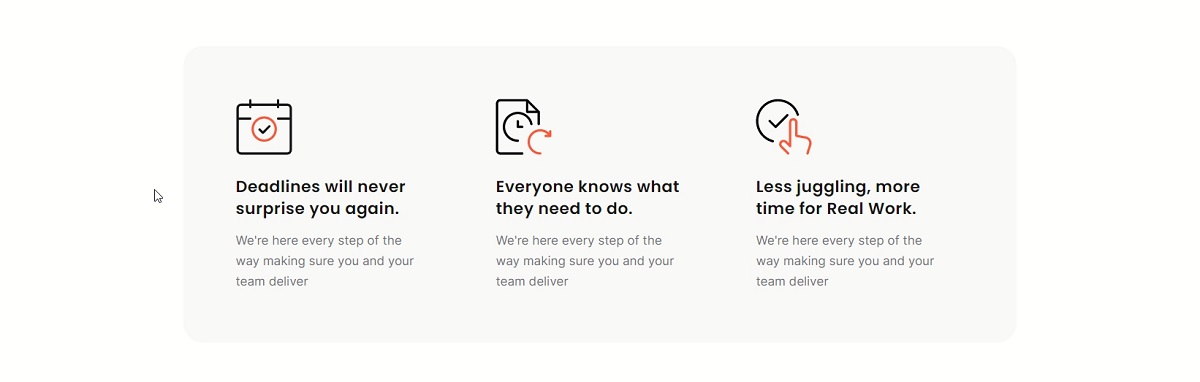 Deadlines will never
surprise you again.
We're here every step of the
way making sure you and your
team deliver
Everyone knows what
they need to do.
We're here every step of the
way making sure you and your
team deliver
Less juggling, more
time for Real Work.
We're here every step of the
way making sure you and your
team deliver